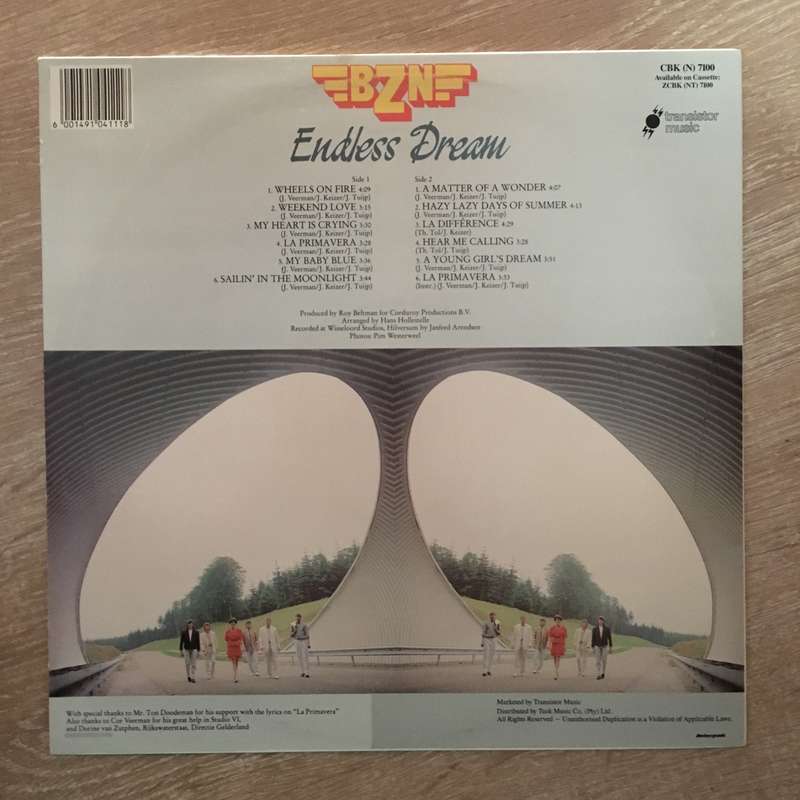 BZN
CBK (N) 7100
Available on Cassette:
ZCBK (NT) 7100
transistor
music
6 001491 041118
Endless Dream
Side 1
1. WHEELS ON FIRE 4:09
(J. Veerman/J. Keizer/J. Tuijp)
2. WEEKEND LOVE 3:15
(J. Veerman/J. Keizer/J. Tuijp)
3. MY HEART IS CRYING 3:30
(J. Veerman/J. Keizer/J. Tuijp)
4. LA PRIMAVERA 3:28
(J. Veerman/J. Keizer/J. Tuijp)
5. MY BABY BLUE 3:36
(J. Veerman/J. Keizer/J. Tuijp)
6. SAILIN' IN THE MOONLIGHT 3:44
(J. Veerman/J. Keizer/J. Tuijp)
Side 2
1. A MATTER OF A WONDER 4:07
(J. Veerman/J. Keizer/J. Tuijp)
2. HAZY LAZY DAYS OF SUMMER 4:13
(J. Veerman/J. Keizer/J. Tuijp)
3. LA DIFFÉRENCE 4:29
(Th. Tol/J. Keizer)
4. HEAR ME CALLING 3:28
(Th. Tol/J. Tuijp)
5. A YOUNG GIRL'S DREAM 3:51
(J. Veerman/J. Keizer/J. Tuijp)
6. LA PRIMAVERA 3:53
(Instr.) (J. Veerman/J. Keizer/J. Tuijp)
Produced by Roy Beltman for Corduroy Productions B.V.
Arranged by Hans Hollestelle
Recorded at Wisseloord Studios, Hilversum by Janfred Arendsen
Photos: Pim Westerweel
With special thanks to Mr. Ton Doodeman for his support with the lyrics on "La Primavera"
Also thanks to Cor Veerman for his great help in Studio VI,
and Dorine van Zutphen, Rijkswaterstaat, Directie Gelderland
Marketed by Transistor Music
Distributed by Tusk Music Co. (Pty) Ltd.
All Rights Reserved — Unauthorised Duplication is a Violation of Applicable Laws.